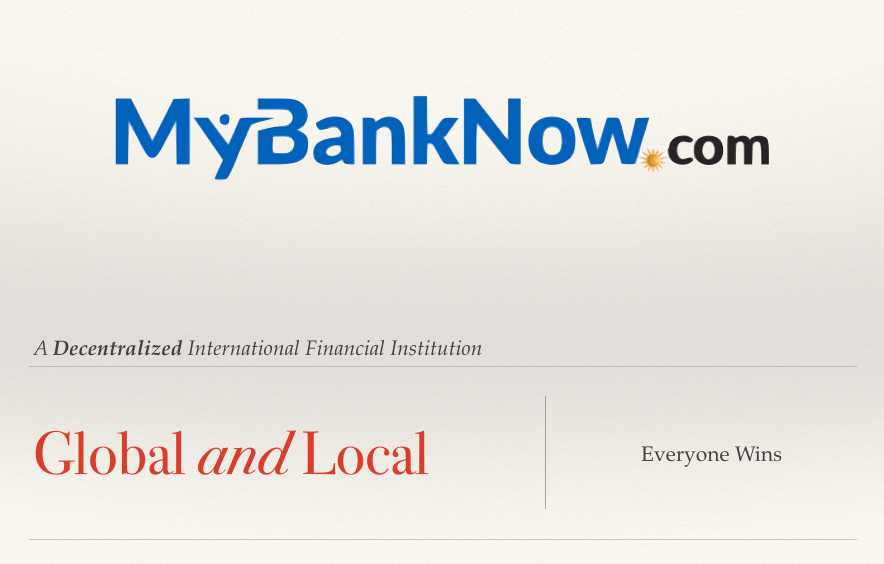 MyBankNow.com
A Decentralized International Financial Institution
Global and Local
Everyone Wins